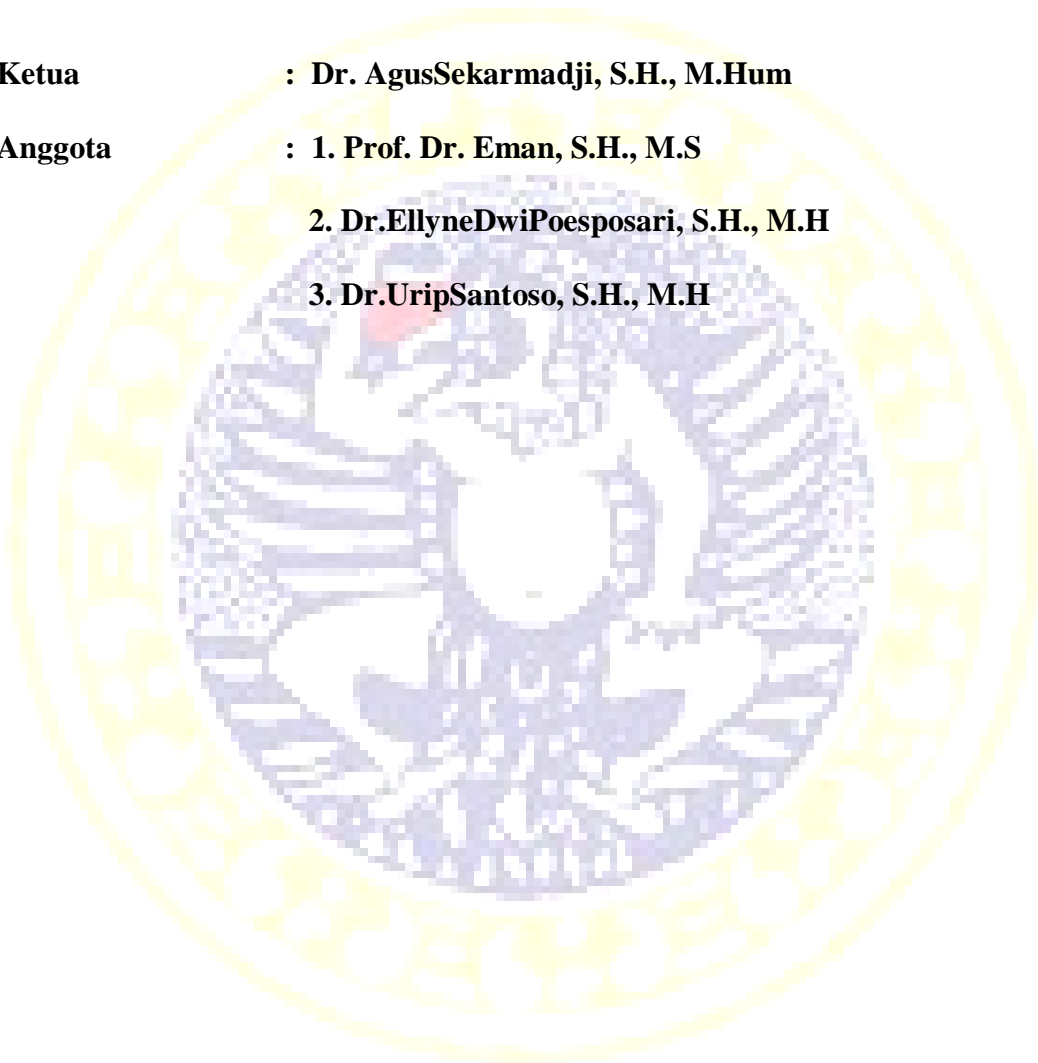 Ketua : Dr. AgusSekarmadji, S.H., M.Hum
Anggota : 1. Prof. Dr. Eman, S.H., M.S
2. Dr.EllyneDwiPoesposari, S.H., M.H
3. Dr.UripSantoso, S.H., M.H